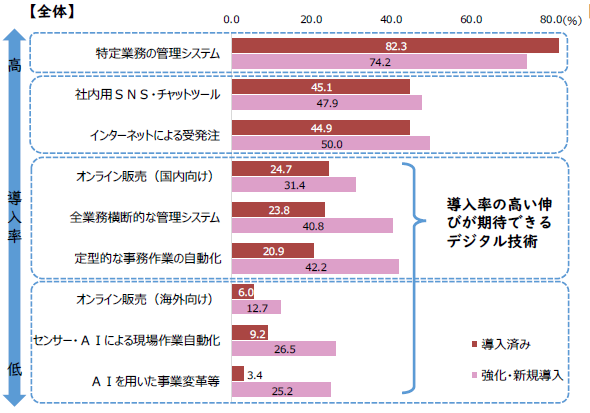 【全体】
0.0 20.0 40.0 60.0 80.0(%)
高
導入率
低
特定業務の管理システム
82.3
74.2
社内用ＳＮＳ・チャットツール
45.1
47.9
インターネットによる受発注
44.9
50.0
オンライン販売（国内向け）
24.7
31.4
全業務横断的な管理システム
23.8
40.8
定型的な事務作業の自動化
20.9
42.2
オンライン販売（海外向け）
6.0
12.7
センサー・ＡＩによる現場作業自動化
9.2
26.5
ＡＩを用いた事業変革等
3.4
25.2
導入率の高い伸
びが期待できる
デジタル技術
導入済み
強化・新規導入